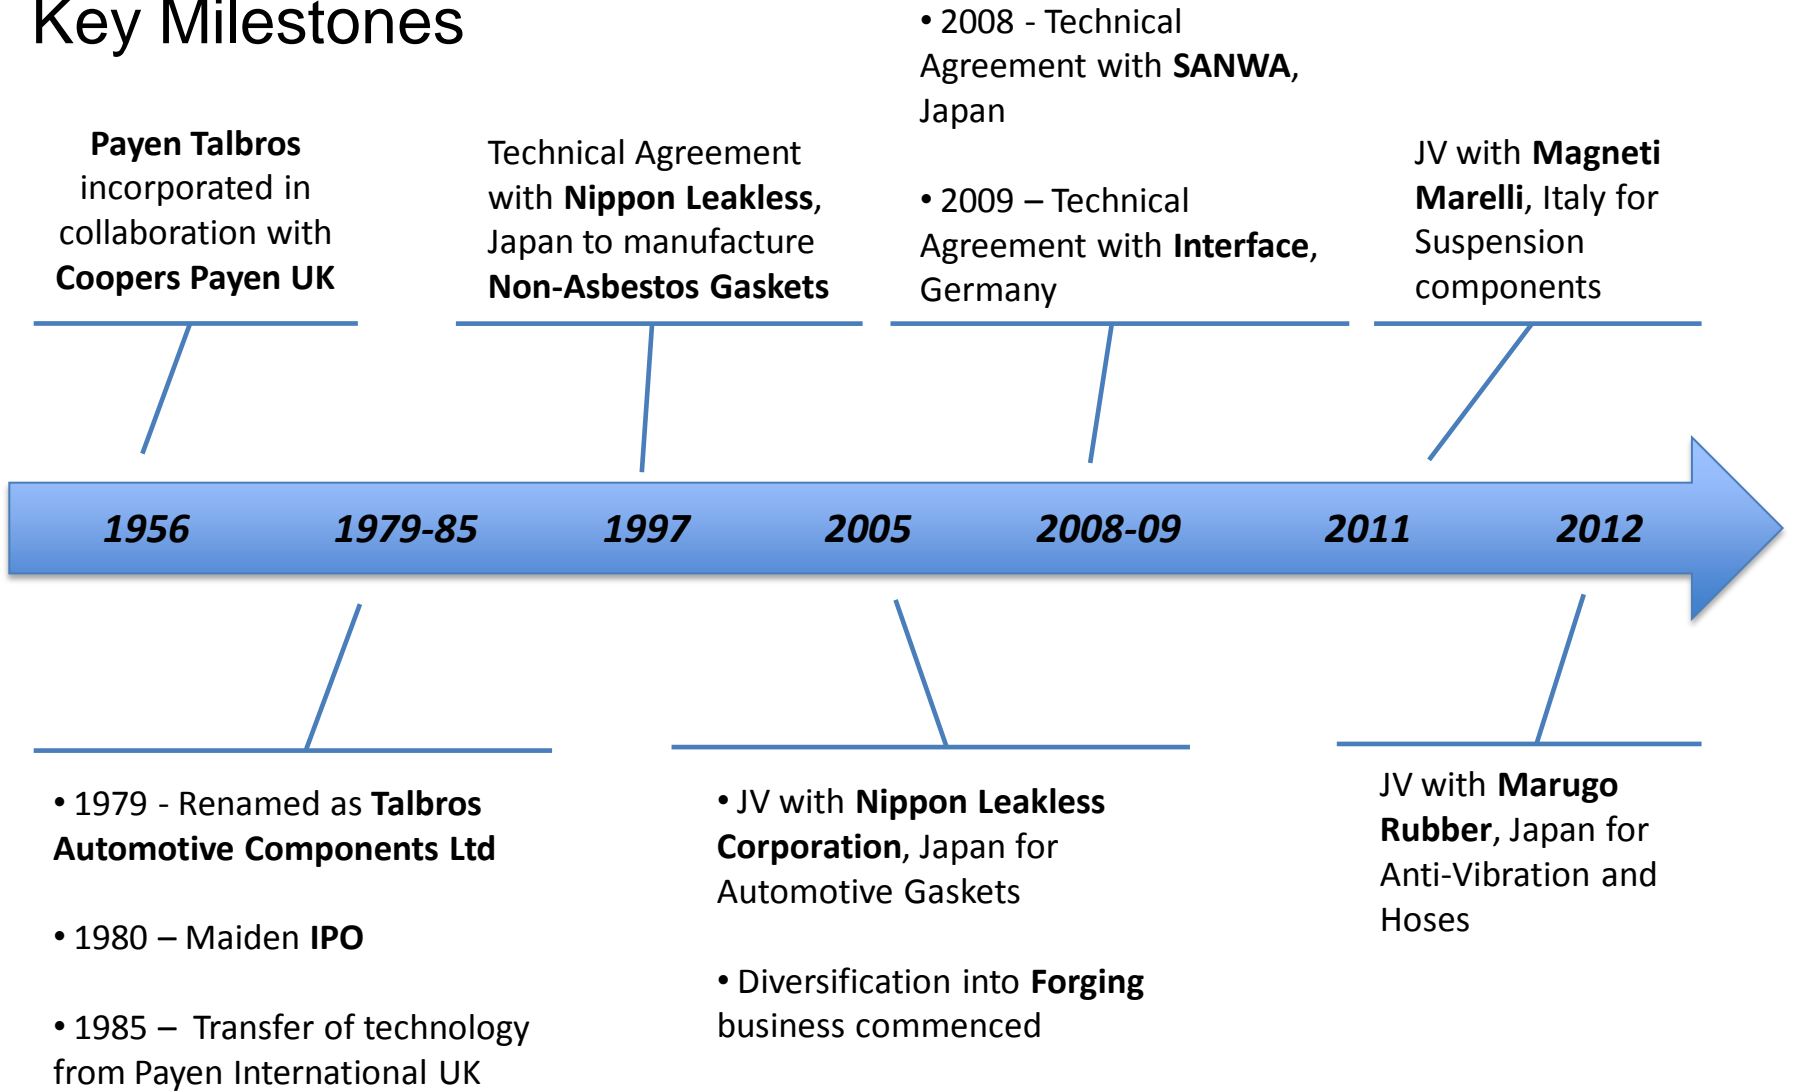 Key Milestones
Payen Talbros
incorporated in
collaboration with
Coopers Payen UK
Technical Agreement
with Nippon Leakless,
Japan to manufacture
Non-Asbestos Gaskets
• 2008 - Technical
Agreement with SANWA,
Japan
• 2009 – Technical
Agreement with Interface,
Germany
JV with Magneti
Marelli, Italy for
Suspension
components
1956 1979-85 1997 2005 2008-09 2011 2012
• 1979 - Renamed as Talbros
Automotive Components Ltd
• 1980 – Maiden IPO
• 1985 – Transfer of technology
from Payen International UK
• JV with Nippon Leakless
Corporation, Japan for
Automotive Gaskets
• Diversification into Forging
business commenced
JV with Marugo
Rubber, Japan for
Anti-Vibration and
Hoses